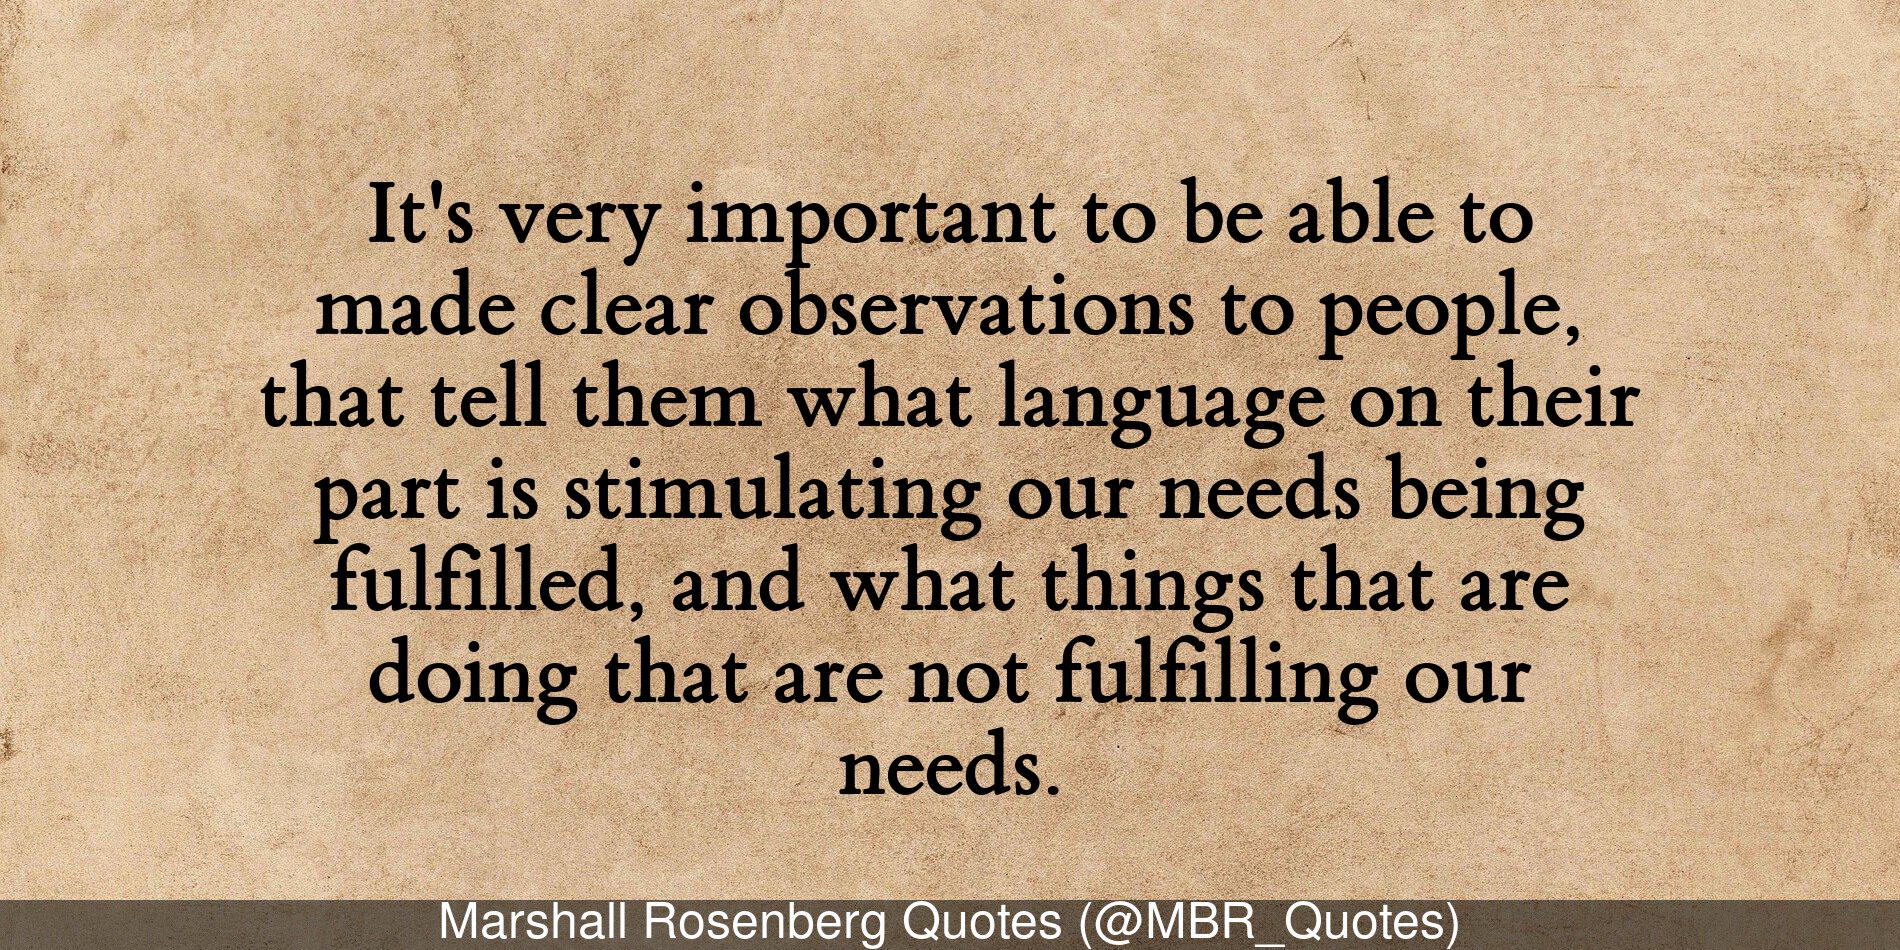 It's very important to be able to
made clear observations to people,
that tell them what language on their
part is stimulating our needs being
fulfilled, and what things that are
doing that are not fulfilling our
needs.
Marshall Rosenberg Quotes (@MBR_Quotes)